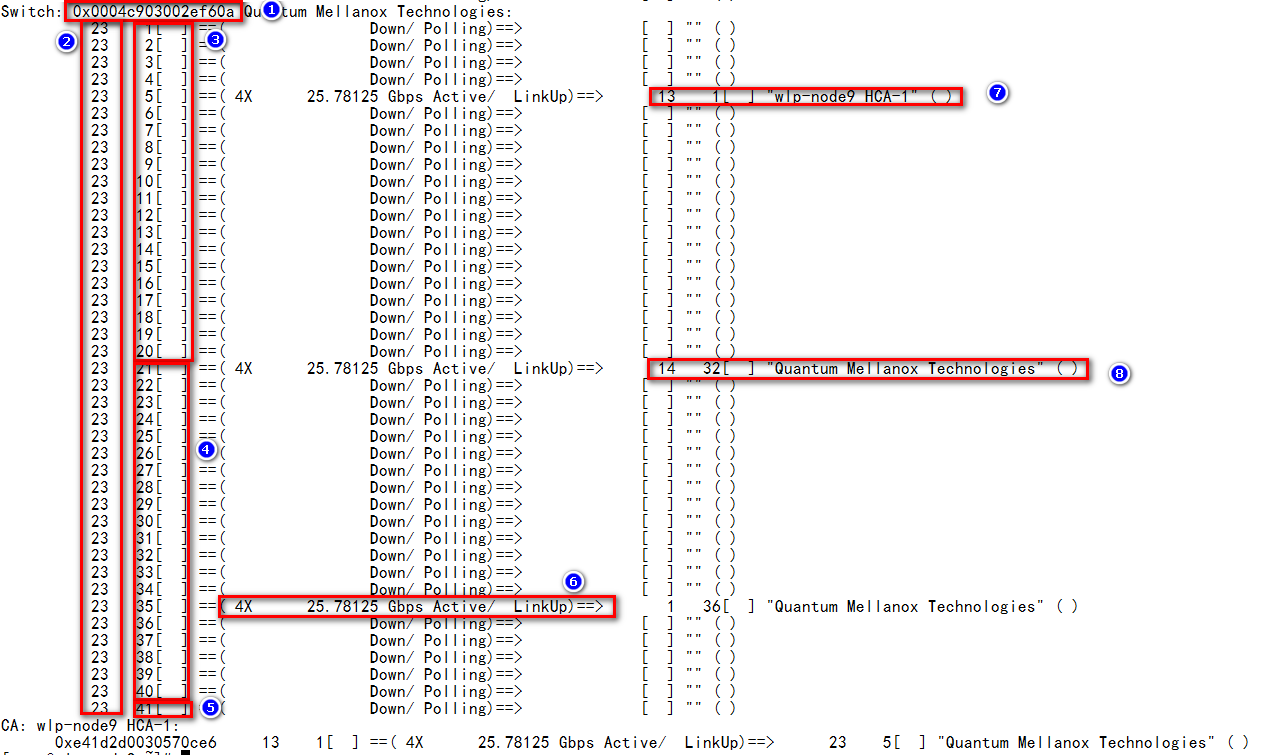 Switch: 0x0004c903002ef60a Quantum Mellanox Technologies: 1
2 23 1[ ] ==( Down/ Polling)==> [ ] "" ( ) 3
23 2[ ] ==( Down/ Polling)==> [ ] "" ( )
23 3[ ] ==( Down/ Polling)==> [ ] "" ( )
23 4[ ] ==( Down/ Polling)==> [ ] "" ( )
23 5[ ] ==( 4X 25.78125 Gbps Active/ LinkUp)==> 13 1[ ] "wlp-node9 HCA-1" ( ) 7
23 6[ ] ==( Down/ Polling)==> [ ] "" ( )
23 7[ ] ==( Down/ Polling)==> [ ] "" ( )
23 8[ ] ==( Down/ Polling)==> [ ] "" ( )
23 9[ ] ==( Down/ Polling)==> [ ] "" ( )
23 10[ ] ==( Down/ Polling)==> [ ] "" ( )
23 11[ ] ==( Down/ Polling)==> [ ] "" ( )
23 12[ ] ==( Down/ Polling)==> [ ] "" ( )
23 13[ ] ==( Down/ Polling)==> [ ] "" ( )
23 14[ ] ==( Down/ Polling)==> [ ] "" ( )
23 15[ ] ==( Down/ Polling)==> [ ] "" ( )
23 16[ ] ==( Down/ Polling)==> [ ] "" ( )
23 17[ ] ==( Down/ Polling)==> [ ] "" ( )
23 18[ ] ==( Down/ Polling)==> [ ] "" ( )
23 19[ ] ==( Down/ Polling)==> [ ] "" ( )
23 20[ ] ==( Down/ Polling)==> [ ] "" ( )
23 21[ ] ==( 4X 25.78125 Gbps Active/ LinkUp)==> 14 32[ ] "Quantum Mellanox Technologies" ( ) 8
23 22[ ] ==( Down/ Polling)==> [ ] "" ( )
23 23[ ] ==( Down/ Polling)==> [ ] "" ( )
23 24[ ] ==( Down/ Polling)==> [ ] "" ( )
23 25[ ] ==( Down/ Polling)==> [ ] "" ( )
23 26[ ] ==( Down/ Polling)==> [ ] "" ( ) 4
23 27[ ] ==( Down/ Polling)==> [ ] "" ( )
23 28[ ] ==( Down/ Polling)==> [ ] "" ( )
23 29[ ] ==( Down/ Polling)==> [ ] "" ( )
23 30[ ] ==( Down/ Polling)==> [ ] "" ( )
23 31[ ] ==( Down/ Polling)==> [ ] "" ( )
23 32[ ] ==( Down/ Polling)==> [ ] "" ( )
23 33[ ] ==( Down/ Polling)==> [ ] "" ( )
23 34[ ] ==( Down/ Polling)==> [ ] "" ( ) 6
23 35[ ] ==( 4X 25.78125 Gbps Active/ LinkUp)==> 1 36[ ] "Quantum Mellanox Technologies" ( )
23 36[ ] ==( Down/ Polling)==> [ ] "" ( )
23 37[ ] ==( Down/ Polling)==> [ ] "" ( )
23 38[ ] ==( Down/ Polling)==> [ ] "" ( )
23 39[ ] ==( Down/ Polling)==> [ ] "" ( )
23 40[ ] ==( Down/ Polling)==> [ ] "" ( )
23 41[ ] ==( Down/ Polling)==> [ ] "" ( ) 5
CA: wlp-node9 HCA-1:
0xe41d2d0030570ce6 13 1[ ] ==( 4X 25.78125 Gbps Active/ LinkUp)==> 23 5[ ] "Quantum Mellanox Technologies" ( )